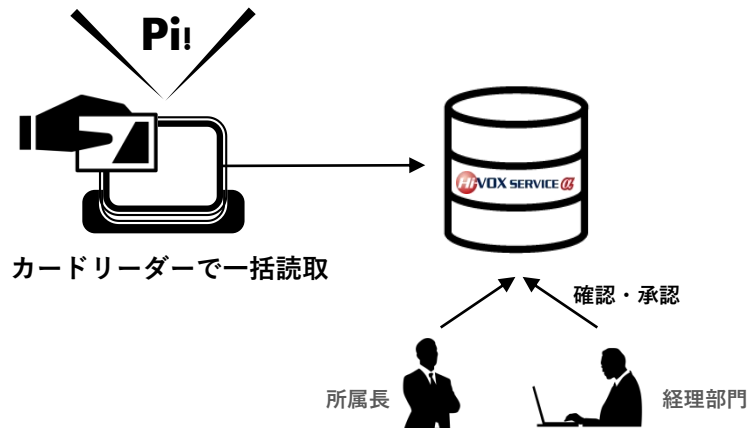 Pi!
Hi-VOX SERVICE α
カードリーダーで一括読取
確認・承認
所属長
経理部門